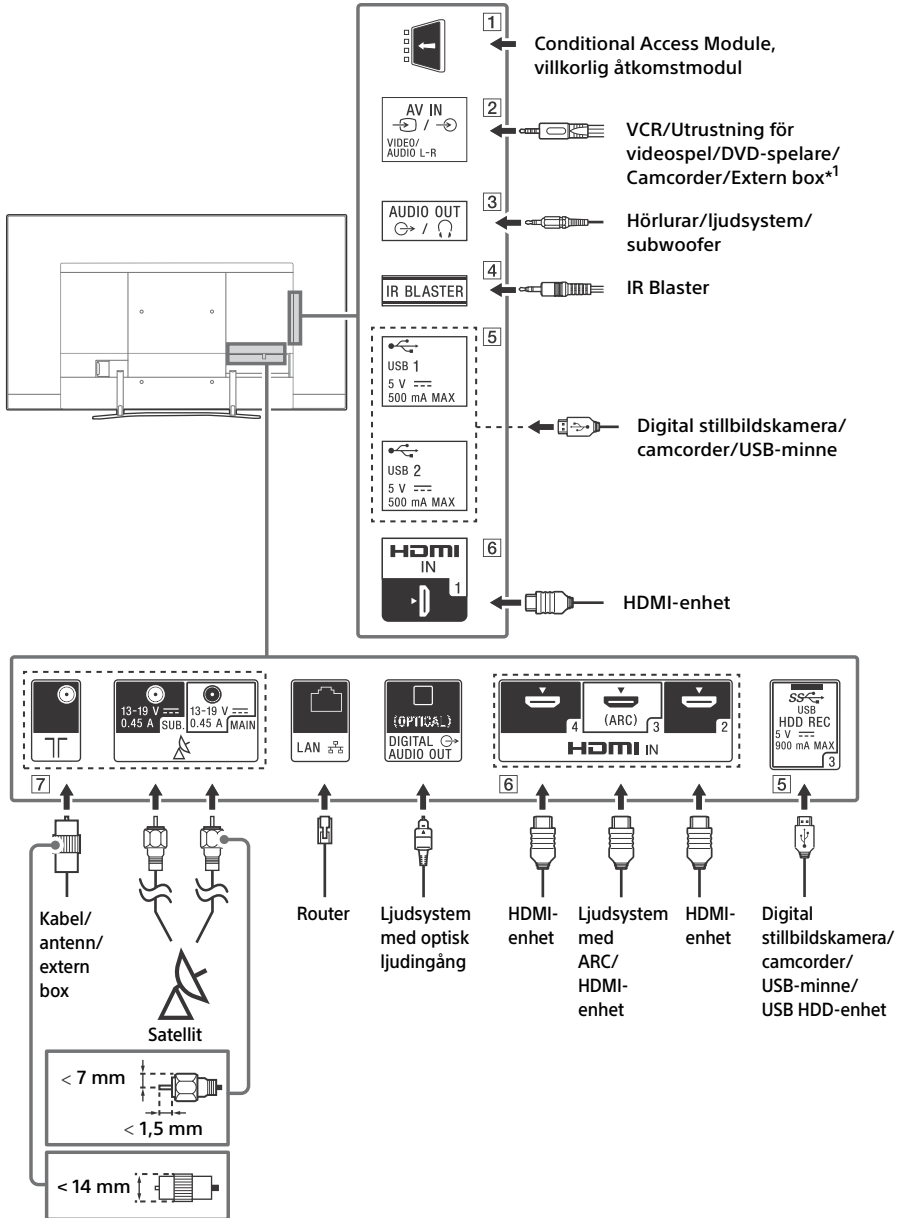 1
Conditional Access Module,
villkorlig åtkomstmodul
AV IN
/
VIDEO/
AUDIO L-R
2
VCR/Utrustning för
videospel/DVD-spelare/
Camcorder/Extern box*1
AUDIO OUT
/
3
Hörlurar/ljudsystem/
subwoofer
4
IR BLASTER
IR Blaster
5
USB 1
5 V
500 mA MAX
Digital stillbildskamera/
camcorder/USB-minne
USB 2
5 V
500 mA MAX
HDMI
IN
1
6
HDMI-enhet
13-19 V
0.45 A
SUB.
13-19 V
0.45 A
MAIN
LAN
(OPTICAL)
DIGITAL
AUDIO OUT
4
(ARC)
3
2
HDMI IN
SS
USB
HDD REC
5 V
900 mA MAX
3
7
6
5
Kabel/
antenn/
extern
box
Satellit
Router
Ljudsystem
med optisk
ljudingång
HDMI-
enhet
Ljudsystem
med
ARC/
HDMI-
enhet
HDMI-
enhet
Digital
stillbildskamera/
camcorder/
USB-minne/
USB HDD-enhet
< 7 mm
< 1,5 mm
< 14 mm